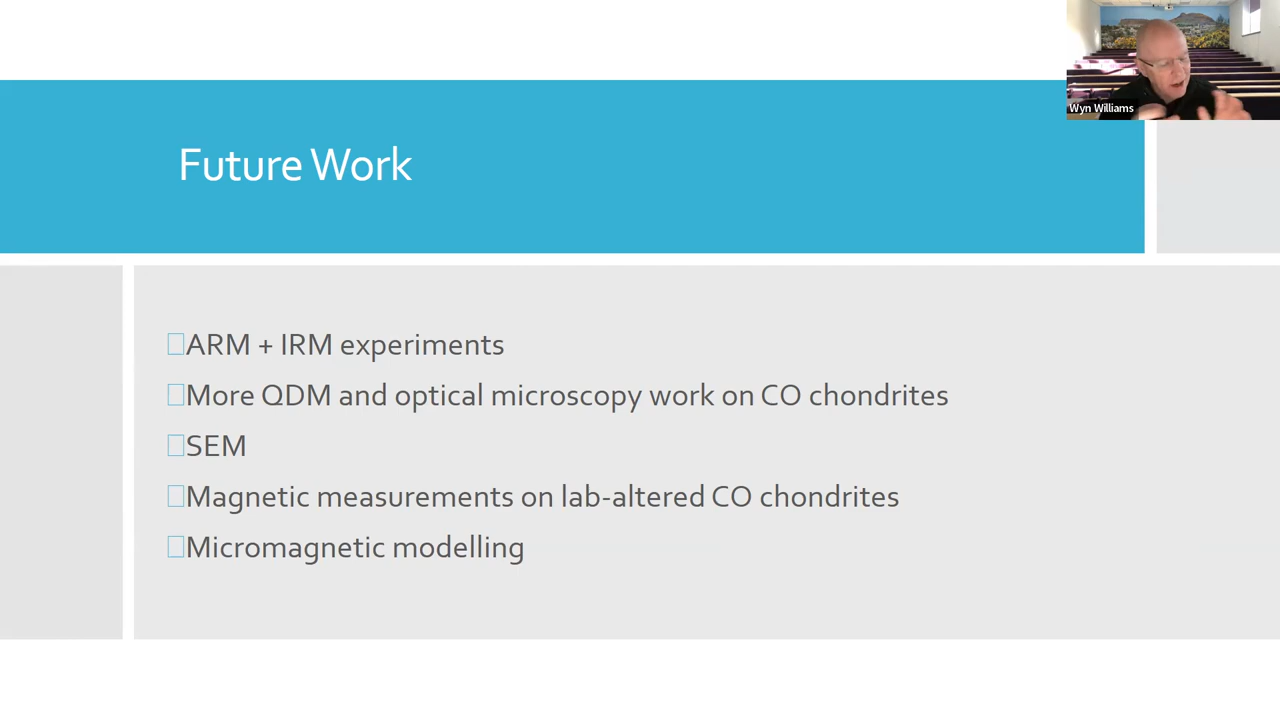 Wyn Williams
Future Work
ARM + IRM experiments
More QDM and optical microscopy work on CO chondrites
SEM
Magnetic measurements on lab-altered CO chondrites
Micromagnetic modelling